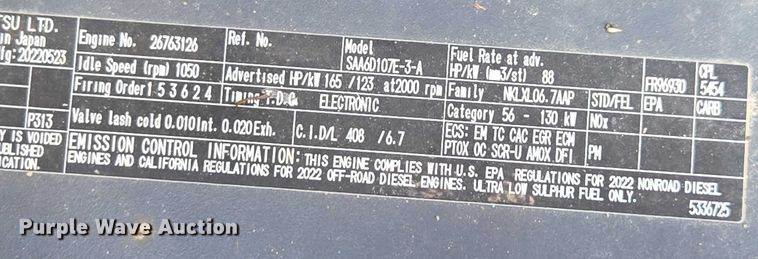 TSU LTD.
in Japan
fg: 20220523
P313
Y IS VOIDED
UBLISHED
ICATION.
Engine No. 26763126
Ref. No.
Model SAA6D107E-3-A
Fuel Rate at adv. HP/kW (mm3/st) 88
FR96930
CPL 5454
Idle Speed (rpm) 1050
Advertised HP/kW 165 /123 at2000 rpm
Family NKLXL06.7AAP
STD/FEL
EPA
CARB
Firing Order 1 5 3 6 2 4
Timing T.D.C. ELECTRONIC
Category 56 - 130 kW
NOx
Valve lash cold 0.010Int. 0.020Exh.
C.I.D/L 408 /6.7
ECS: EM TC CAC EGR ECM
PTOX OC SCR-U AMOX DFI
PM
EMISSION CONTROL INFORMATION: THIS ENGINE COMPLIES WITH U.S. EPA REGULATIONS FOR 2022 NONROAD DIESEL
ENGINES AND CALIFORNIA REGULATIONS FOR 2022 OFF-ROAD DIESEL ENGINES. ULTRA LOW SULPHUR FUEL ONLY.
5336725
Purple Wave Auction